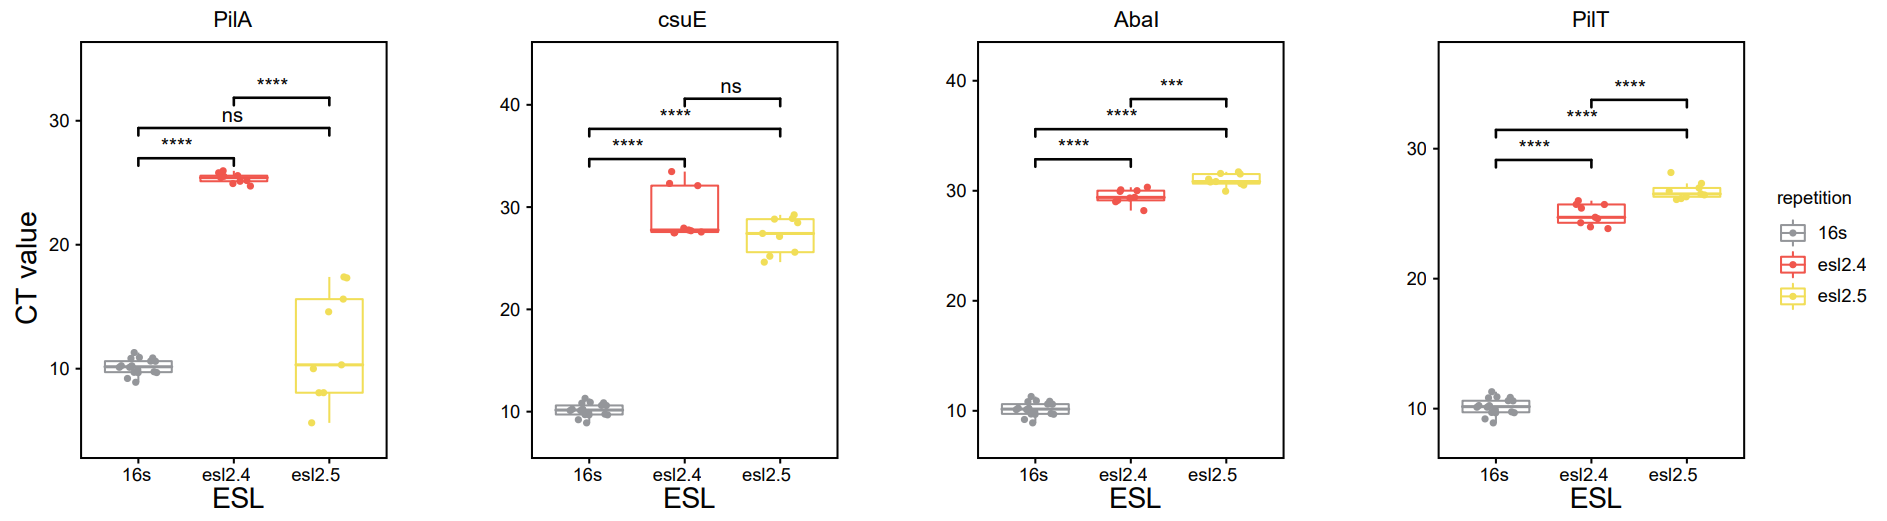 PilA
****
ns
****
30
20
10
CT value
16s esl2.4 esl2.5
ESL
csuE
ns
****
****
40
30
20
10
16s esl2.4 esl2.5
ESL
AbaI
***
****
****
40
30
20
10
16s esl2.4 esl2.5
ESL
PilT
****
****
****
30
20
10
16s esl2.4 esl2.5
ESL
repetition
16s
esl2.4
esl2.5